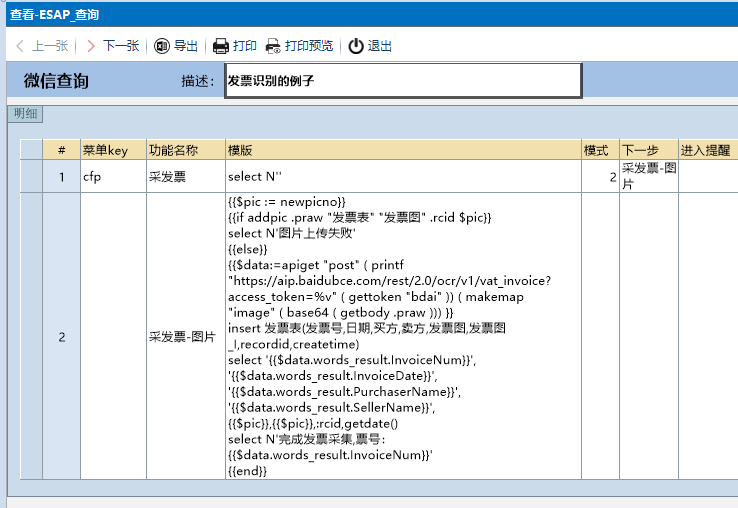 查看-ESAP_查询
上一张 下一张 导出 打印 打印预览 退出
微信查询 描述： 发票识别的例子
明细
# 菜单key 功能名称 模版 模式 下一步 进入提醒
1 cfp 采发票 select N'' 2 采发票-图片
2 采发票-图片
{{$pic := newpicno}}
{{if addpic .praw "发票表" "发票图" .rcid $pic}}
select N'图片上传失败'
{{else}}
{{$data:=apiget "post" ( printf
"https://aip.baidubce.com/rest/2.0/ocr/v1/vat_invoice?
access_token=%v" ( gettoken "bdai" )) ( makemap
"image" ( base64 ( getbody .praw ))) }}
insert 发票表(发票号,日期,买方,卖方,发票图,发票图
_I,recordid,createtime)
select '{{$data.words_result.InvoiceNum}}',
'{{$data.words_result.InvoiceDate}}',
'{{$data.words_result.PurchaserName}}',
'{{$data.words_result.SellerName}}',
{{$pic}},{{$pic}},:rcid,getdate()
select N'完成发票采集,票号：
{{$data.words_result.InvoiceNum}}'
{{end}}